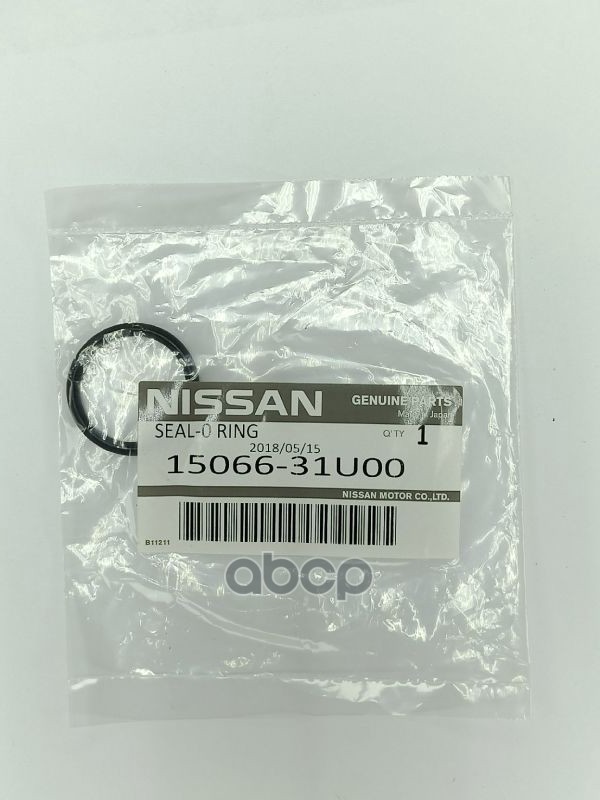 NISSAN GENUINE PARTS
Made in Japan
SEAL-O RING Q'TY 1
2018/05/15
15066-31U00
NISSAN MOTOR CO.,LTD.
B11211
abcp